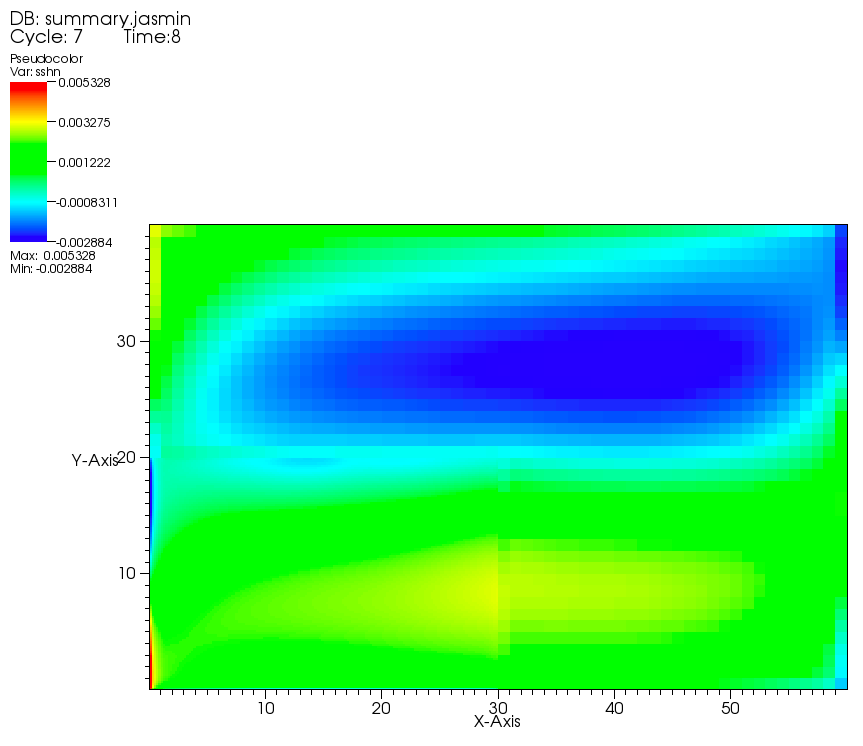 DB: summary.jasmin
Cycle: 7 Time:8
Pseudocolor
Var: sshn
0.005328
0.003275
0.001222
-0.0008311
-0.002884
Max: 0.005328
Min: -0.002884
30
Y-Axis 20
10
10 20 30 40 50
X-Axis